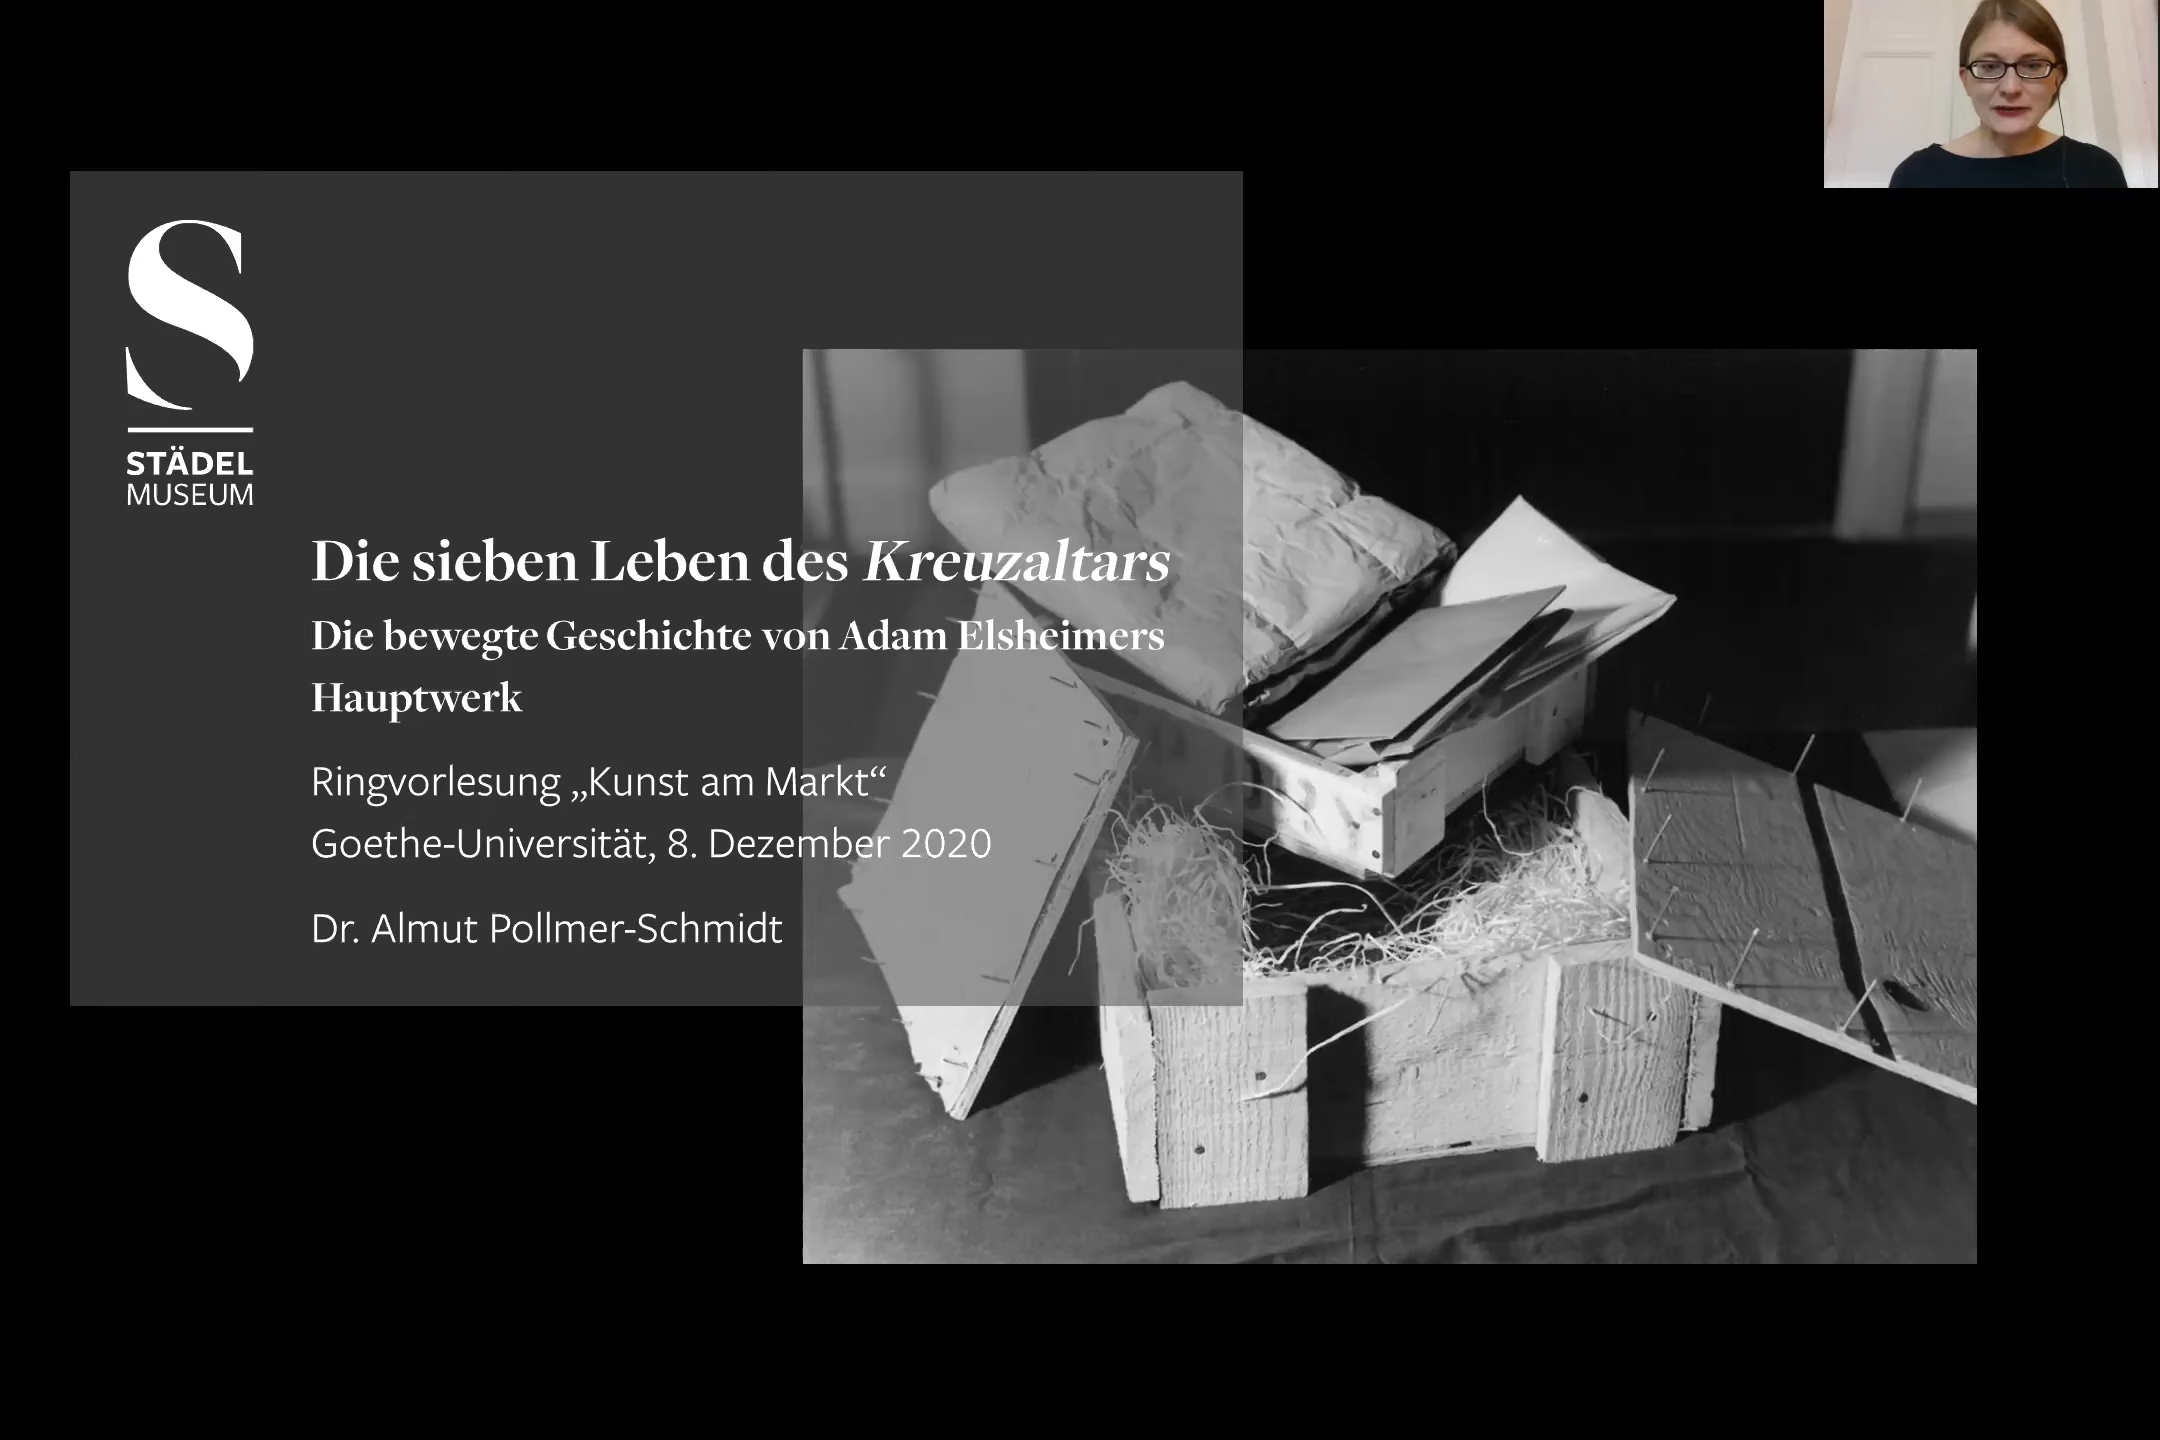 S
STÄDEL
MUSEUM
Die sieben Leben des Kreuzaltars
Die bewegte Geschichte von Adam Elsheimers
Hauptwerk
Ringvorlesung „Kunst am Markt“
Goethe-Universität, 8. Dezember 2020
Dr. Almut Pollmer-Schmidt